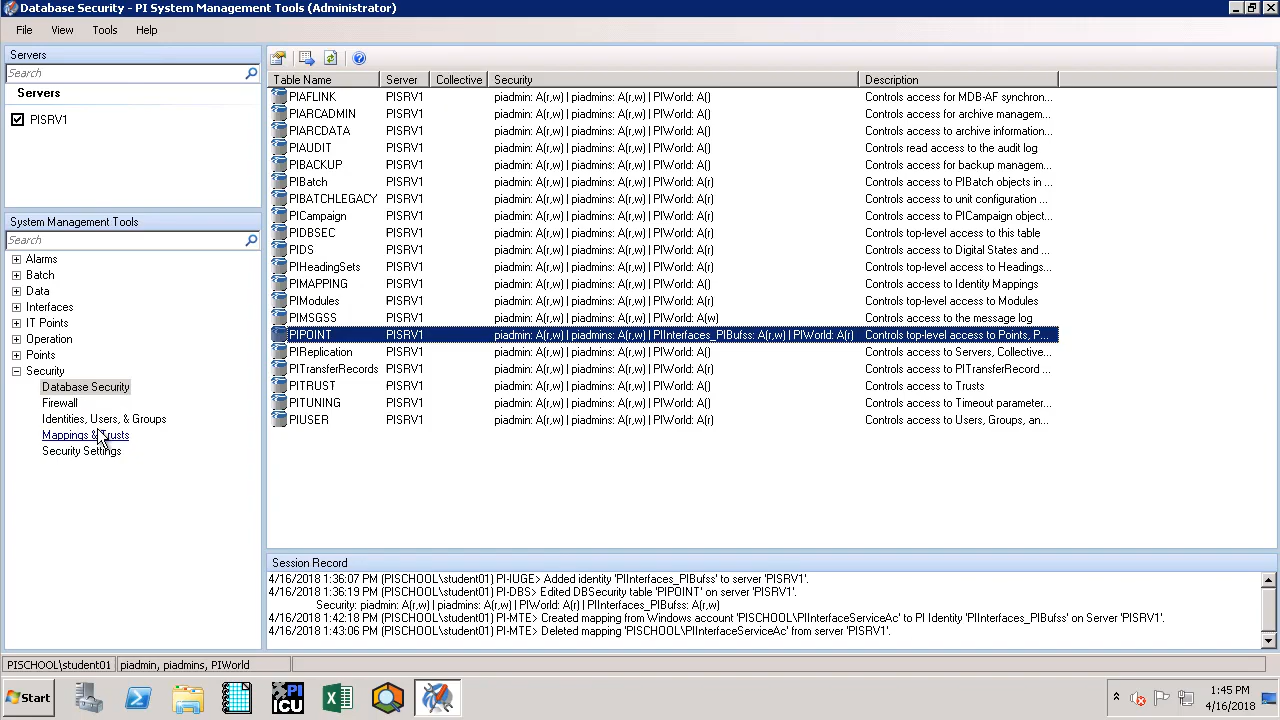 Database Security - PI System Management Tools (Administrator)
File View Tools Help
Servers
Search
Servers
PISRV1
System Management Tools
Search
Alarms
Batch
Data
Interfaces
IT Points
Operation
Points
Security
Database Security
Firewall
Identities, Users, & Groups
Mappings & Trusts
Security Settings
Table Name Server Collective Security Description
PIAFLINK PISRV1 piadmin: A(r,w) | piadmins: A(r,w) | PIWorld: A() Controls access for MDB-AF synchron...
PIARCADMIN PISRV1 piadmin: A(r,w) | piadmins: A(r,w) | PIWorld: A() Controls access for archive managem...
PIARCDATA PISRV1 piadmin: A(r,w) | piadmins: A(r,w) | PIWorld: A() Controls access to archive information...
PIAUDIT PISRV1 piadmin: A(r,w) | piadmins: A(r,w) | PIWorld: A() Controls read access to the audit log
PIBACKUP PISRV1 piadmin: A(r,w) | piadmins: A(r,w) | PIWorld: A() Controls access for backup managem...
PIBatch PISRV1 piadmin: A(r,w) | piadmins: A(r,w) | PIWorld: A(r) Controls access to PIBatch objects in ...
PIBATCHLEGACY PISRV1 piadmin: A(r,w) | piadmins: A(r,w) | PIWorld: A(r) Controls access to unit configuration ...
PICampaign PISRV1 piadmin: A(r,w) | piadmins: A(r,w) | PIWorld: A(r) Controls access to PICampaign object...
PIDBSEC PISRV1 piadmin: A(r,w) | piadmins: A(r,w) | PIWorld: A(r) Controls top-level access to this table
PIDS PISRV1 piadmin: A(r,w) | piadmins: A(r,w) | PIWorld: A(r) Controls access to Digital States and ...
PIHeadingSets PISRV1 piadmin: A(r,w) | piadmins: A(r,w) | PIWorld: A(r) Controls top-level access to Headings...
PIMAPPING PISRV1 piadmin: A(r,w) | piadmins: A(r,w) | PIWorld: A() Controls access to Identity Mappings
PIModules PISRV1 piadmin: A(r,w) | piadmins: A(r,w) | PIWorld: A(r) Controls top-level access to Modules
PIMSGSS PISRV1 piadmin: A(r,w) | piadmins: A(r,w) | PIWorld: A(w) Controls access to the message log
PIPOINT PISRV1 piadmin: A(r,w) | piadmins: A(r,w) | PIInterfaces_PIBufss: A(r,w) | PIWorld: A(r) Controls top-level access to Points, P...
PIReplication PISRV1 piadmin: A(r,w) | piadmins: A(r,w) | PIWorld: A() Controls access to Servers, Collective...
PITransferRecords PISRV1 piadmin: A(r,w) | piadmins: A(r,w) | PIWorld: A(r) Controls access to PITransferRecord ...
PITRUST PISRV1 piadmin: A(r,w) | piadmins: A(r,w) | PIWorld: A() Controls access to Trusts
PITUNING PISRV1 piadmin: A(r,w) | piadmins: A(r,w) | PIWorld: A() Controls access to Timeout parameter...
PIUSER PISRV1 piadmin: A(r,w) | piadmins: A(r,w) | PIWorld: A(r) Controls access to Users, Groups, an...
Session Record
4/16/2018 1:36:07 PM (PISCHOOL\student01) PI-IUGE> Added identity 'PIInterfaces_PIBufss' to server 'PISRV1'.
4/16/2018 1:36:19 PM (PISCHOOL\student01) PI-DBS> Edited DBSecurity table 'PIPOINT' on server 'PISRV1'.
Security: piadmin: A(r,w) | piadmins: A(r,w) | PIWorld: A(r) | PIInterfaces_PIBufss: A(r,w)
4/16/2018 1:42:18 PM (PISCHOOL\student01) PI-MTE> Created mapping from Windows account 'PISCHOOL\PIInterfaceServiceAc' to PI Identity 'PIInterfaces_PIBufss' on Server 'PISRV1'.
4/16/2018 1:43:06 PM (PISCHOOL\student01) PI-MTE> Deleted mapping 'PISCHOOL\PIInterfaceServiceAc' from server 'PISRV1'.
PISCHOOL\student01 piadmin, piadmins, PIWorld
Start
PI
ICU
1:45 PM
4/16/2018